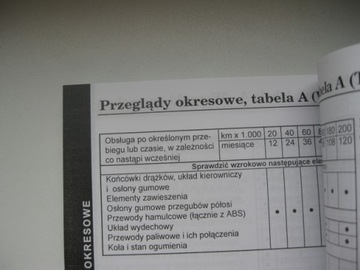 Przeglądy okresowe, tabela A (
ela A (T
Obsługa po określonym prze-
biegu lub czasie, w zależności
co nastąpi wcześniej
km x 1.000 20 40 60 180 200
miesiące 12 24 36 108 120
Sprawdzić wzrokowo następujące ele
Końcówki drążków, układ kierowniczy
i osłony gumowe
Elementy zawieszenia
Osłony gumowe przegubów półosi
Przewody hamulcowe (łącznie z ABS)
Układ wydechowy
Przewody paliwowe i ich połączenia
Koła i stan ogumienia
OKRESOWE